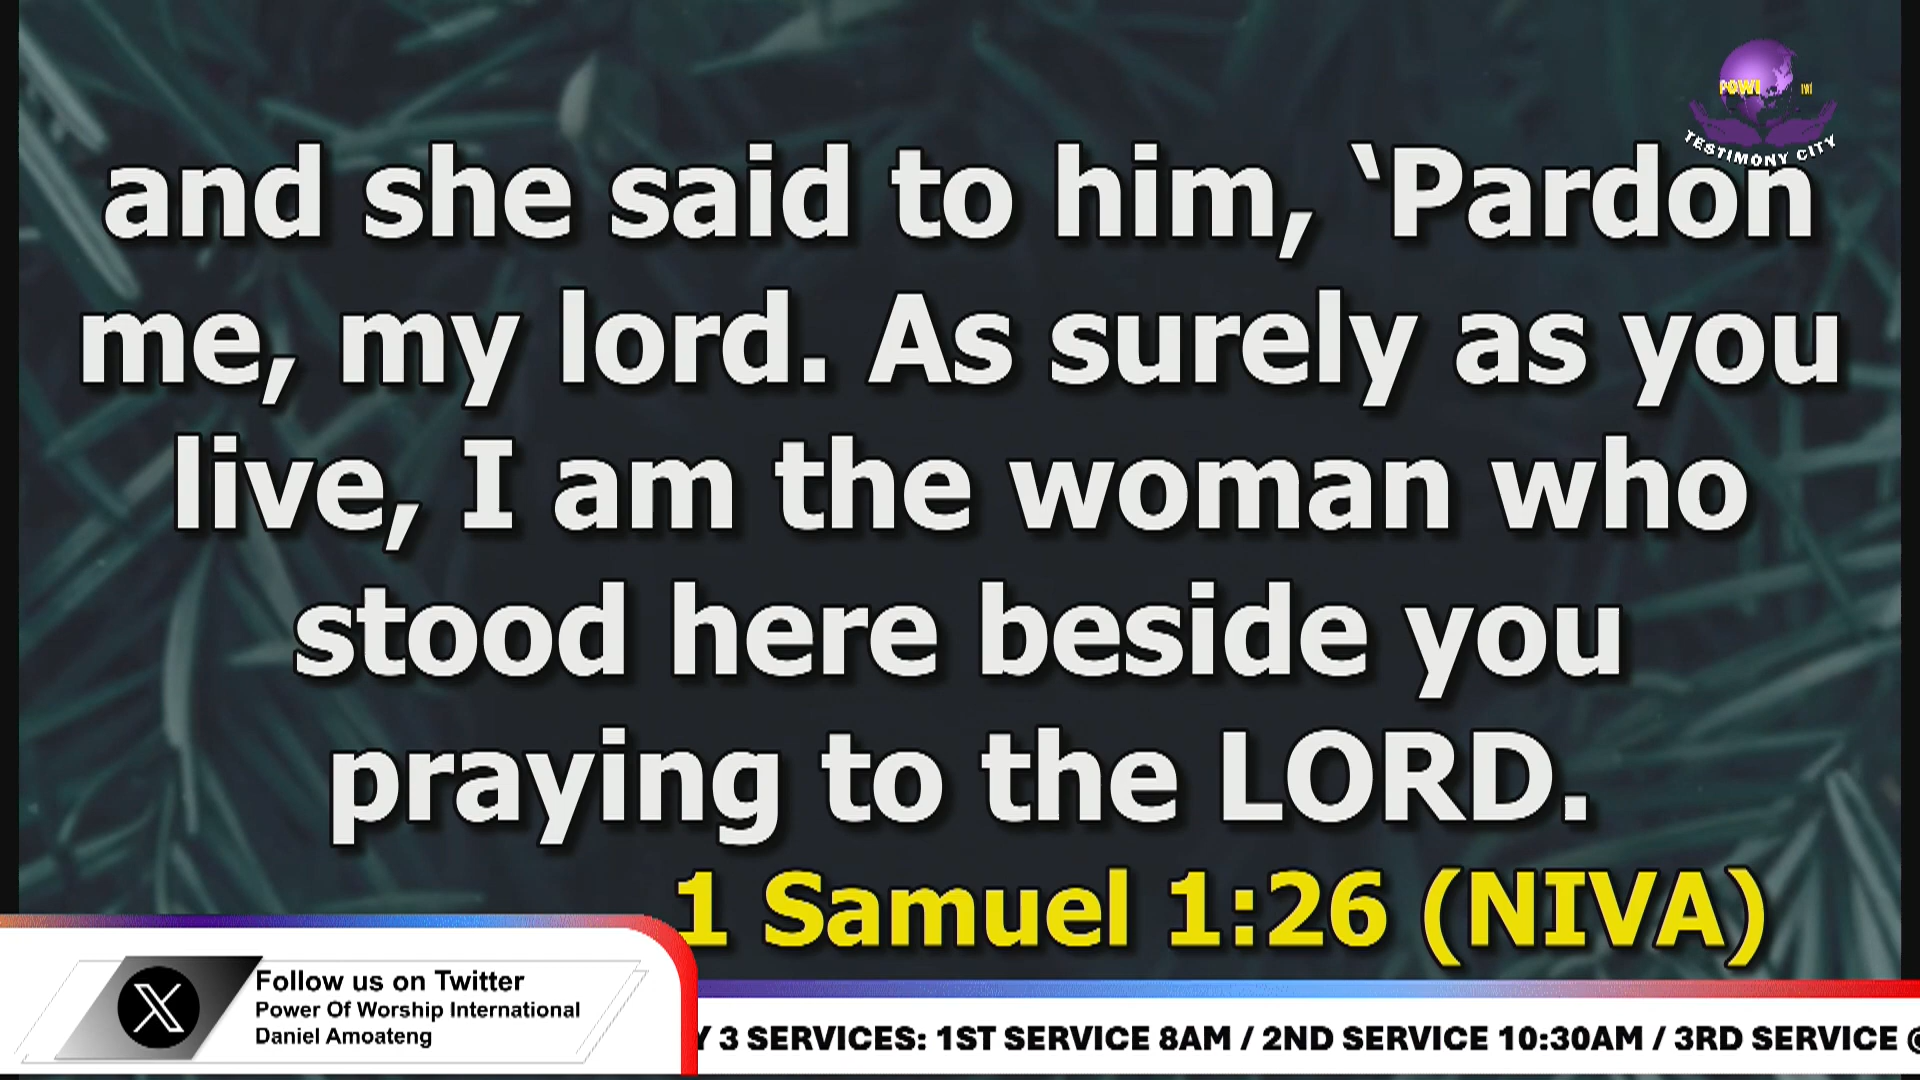 POWI
TESTIMONY CITY
and she said to him, ‘Pardon
me, my lord. As surely as you
live, I am the woman who
stood here beside you
praying to the LORD.
1 Samuel 1:26 (NIVA)
Follow us on Twitter
Power Of Worship International
Daniel Amoateng
Y 3 SERVICES: 1ST SERVICE 8AM / 2ND SERVICE 10:30AM / 3RD SERVICE @